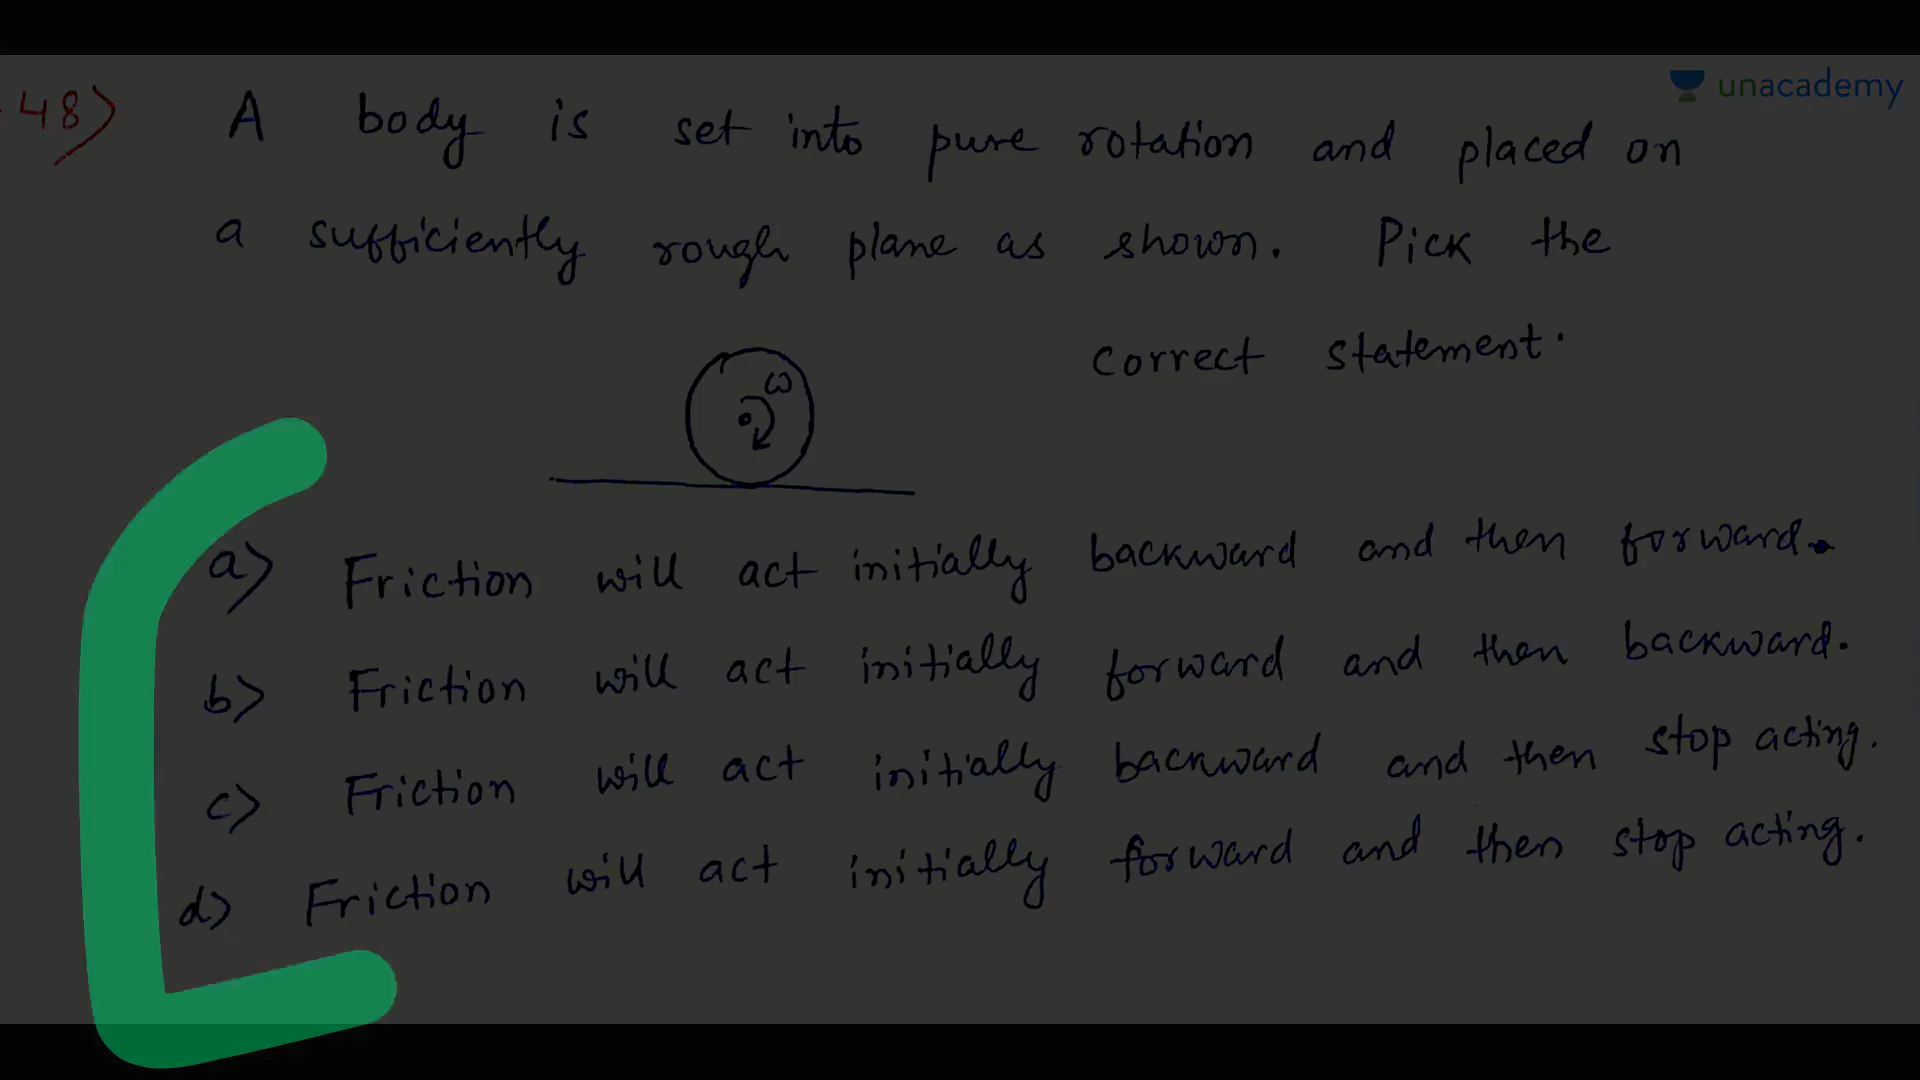 unacademy
48)
A body is set into pure rotation and placed on
a sufficiently rough plane as shown. Pick the
correct statement.
ω
a) Friction will act initially backward and then forward.
b) Friction will act initially forward and then backward.
c) Friction will act initially backward and then stop acting.
d) Friction will act initially forward and then stop acting.